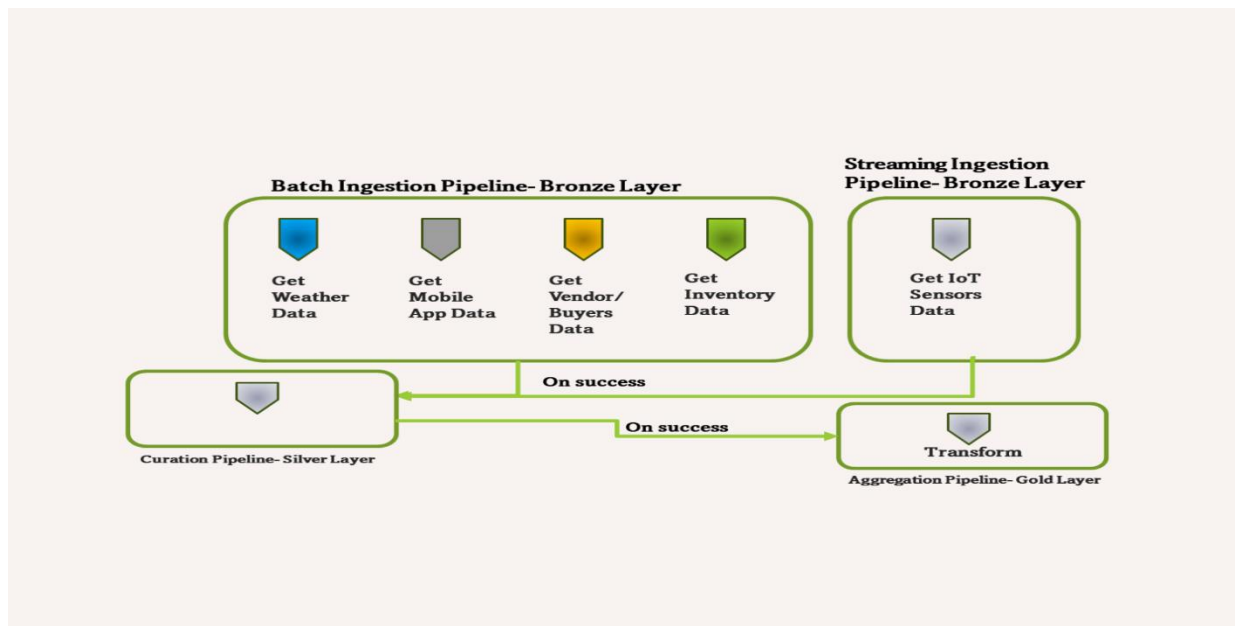 Batch Ingestion Pipeline- Bronze Layer
Streaming Ingestion
Pipeline- Bronze Layer
Get
Weather
Data
Get
Mobile
App Data
Get
Vendor/
Buyers
Data
Get
Inventory
Data
Get IoT
Sensors
Data
On success
On success
Curation Pipeline- Silver Layer
Transform
Aggregation Pipeline- Gold Layer